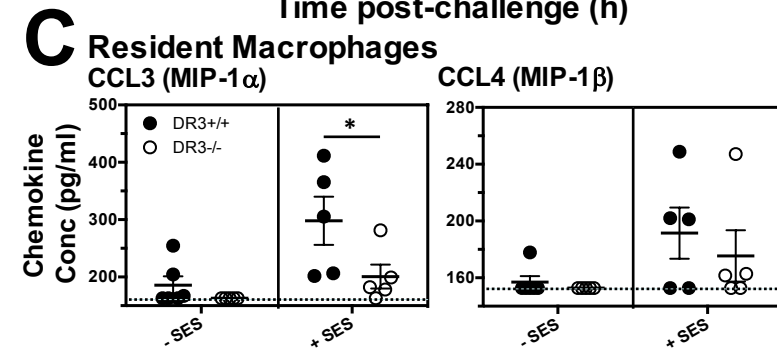 Time post-challenge (h)
C Resident Macrophages
CCL3 (MIP-1α)
CCL4 (MIP-1β)
Chemokine
Conc (pg/ml)
500
400
300
200
DR3+/+
DR3-/-
*
- SES
+ SES
280
240
200
160
- SES
+ SES